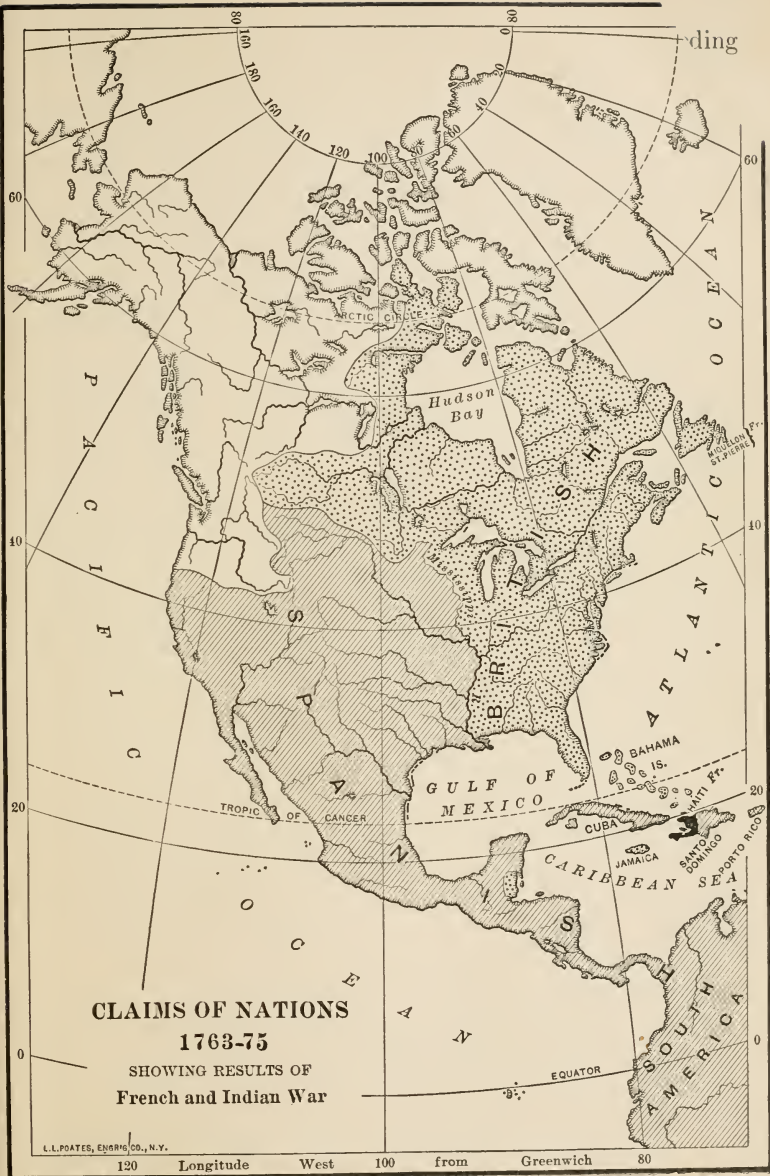 80
160
180
160
140
120
100
80
60
40
20
0
80
ding
60
60
ARCTIC CIRCLE
Hudson
Bay
MIQUELON
ST. PIERRE
Fr.
PACIFIC
OCEAN
ATLANTIC OCEAN
BRITISH
SPANISH
40
40
BAHAMA
IS.
GULF OF
MEXICO
TROPIC OF CANCER
20
20
CUBA
HAITI Fr.
JAMAICA
SANTO
DOMINGO
PORTO RICO
CARIBBEAN SEA
SOUTH
AMERICA
CLAIMS OF NATIONS
1763-75
SHOWING RESULTS OF
French and Indian War
0
EQUATOR
0
L.L. POATES, ENGR'G CO., N.Y.
120 Longitude West 100 from Greenwich 80